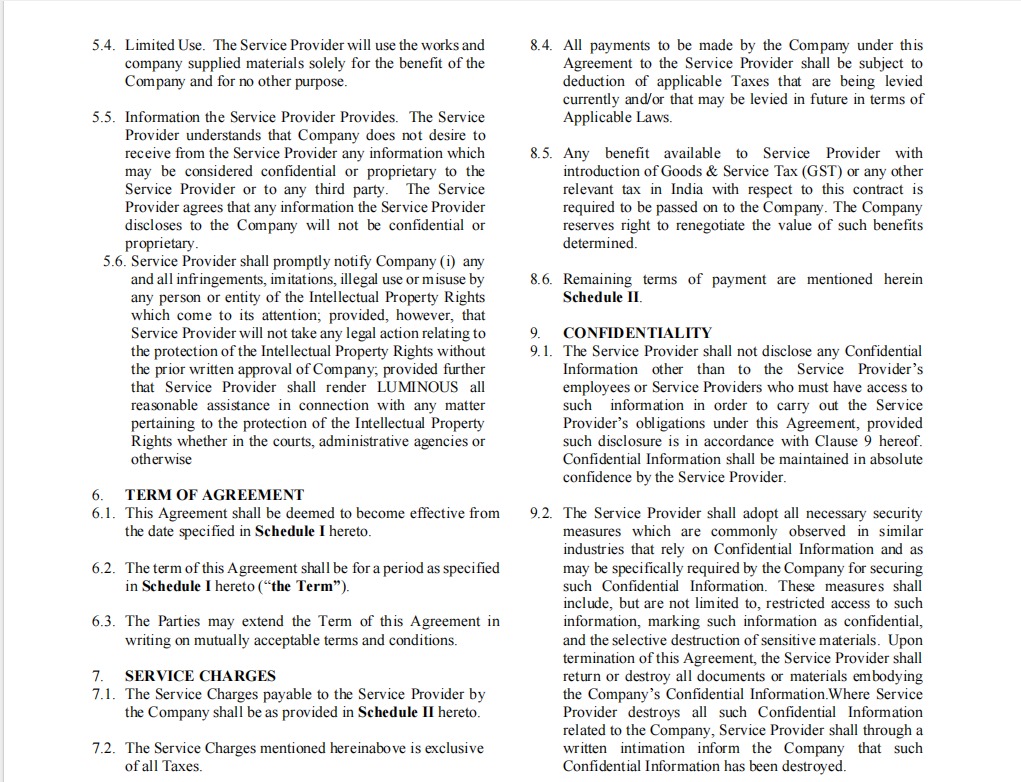 5.4. Limited Use. The Service Provider will use the works and
company supplied materials solely for the benefit of the
Company and for no other purpose.
5.5. Information the Service Provider Provides. The Service
Provider understands that Company does not desire to
receive from the Service Provider any information which
may be considered confidential or proprietary to the
Service Provider or to any third party. The Service
Provider agrees that any information the Service Provider
discloses to the Company will not be confidential or
proprietary.
5.6. Service Provider shall promptly notify Company (i) any
and all infringements, imitations, illegal use or misuse by
any person or entity of the Intellectual Property Rights
which come to its attention; provided, however, that
Service Provider will not take any legal action relating to
the protection of the Intellectual Property Rights without
the prior written approval of Company; provided further
that Service Provider shall render LUMINOUS all
reasonable assistance in connection with any matter
pertaining to the protection of the Intellectual Property
Rights whether in the courts, administrative agencies or
otherwise
6. TERM OF AGREEMENT
6.1. This Agreement shall be deemed to become effective from
the date specified in Schedule I hereto.
6.2. The term of this Agreement shall be for a period as specified
in Schedule I hereto (“the Term”).
6.3. The Parties may extend the Term of this Agreement in
writing on mutually acceptable terms and conditions.
7. SERVICE CHARGES
7.1. The Service Charges payable to the Service Provider by
the Company shall be as provided in Schedule II hereto.
7.2. The Service Charges mentioned hereinabove is exclusive
of all Taxes.
8.4. All payments to be made by the Company under this
Agreement to the Service Provider shall be subject to
deduction of applicable Taxes that are being levied
currently and/or that may be levied in future in terms of
Applicable Laws.
8.5. Any benefit available to Service Provider with
introduction of Goods & Service Tax (GST) or any other
relevant tax in India with respect to this contract is
required to be passed on to the Company. The Company
reserves right to renegotiate the value of such benefits
determined.
8.6. Remaining terms of payment are mentioned herein
Schedule II.
9. CONFIDENTIALITY
9.1. The Service Provider shall not disclose any Confidential
Information other than to the Service Provider’s
employees or Service Providers who must have access to
such information in order to carry out the Service
Provider’s obligations under this Agreement, provided
such disclosure is in accordance with Clause 9 hereof.
Confidential Information shall be maintained in absolute
confidence by the Service Provider.
9.2. The Service Provider shall adopt all necessary security
measures which are commonly observed in similar
industries that rely on Confidential Information and as
may be specifically required by the Company for securing
such Confidential Information. These measures shall
include, but are not limited to, restricted access to such
information, marking such information as confidential,
and the selective destruction of sensitive materials. Upon
termination of this Agreement, the Service Provider shall
return or destroy all documents or materials embodying
the Company’s Confidential Information.Where Service
Provider destroys all such Confidential Information
related to the Company, Service Provider shall through a
written intimation inform the Company that such
Confidential Information has been destroyed.